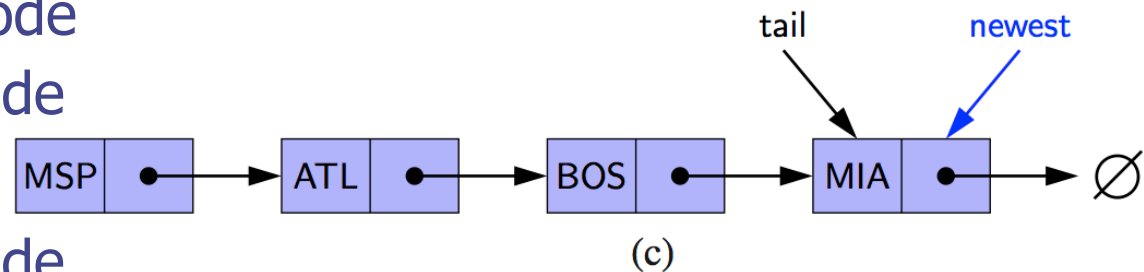 ode
tail newest
de
MSP ATL BOS MIA ∅
(c)
de